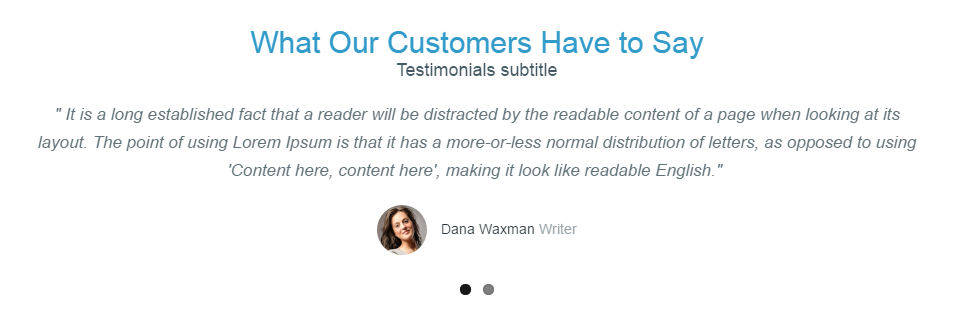 What Our Customers Have to Say
Testimonials subtitle
" It is a long established fact that a reader will be distracted by the readable content of a page when looking at its
layout. The point of using Lorem Ipsum is that it has a more-or-less normal distribution of letters, as opposed to using
'Content here, content here', making it look like readable English."
Dana Waxman Writer